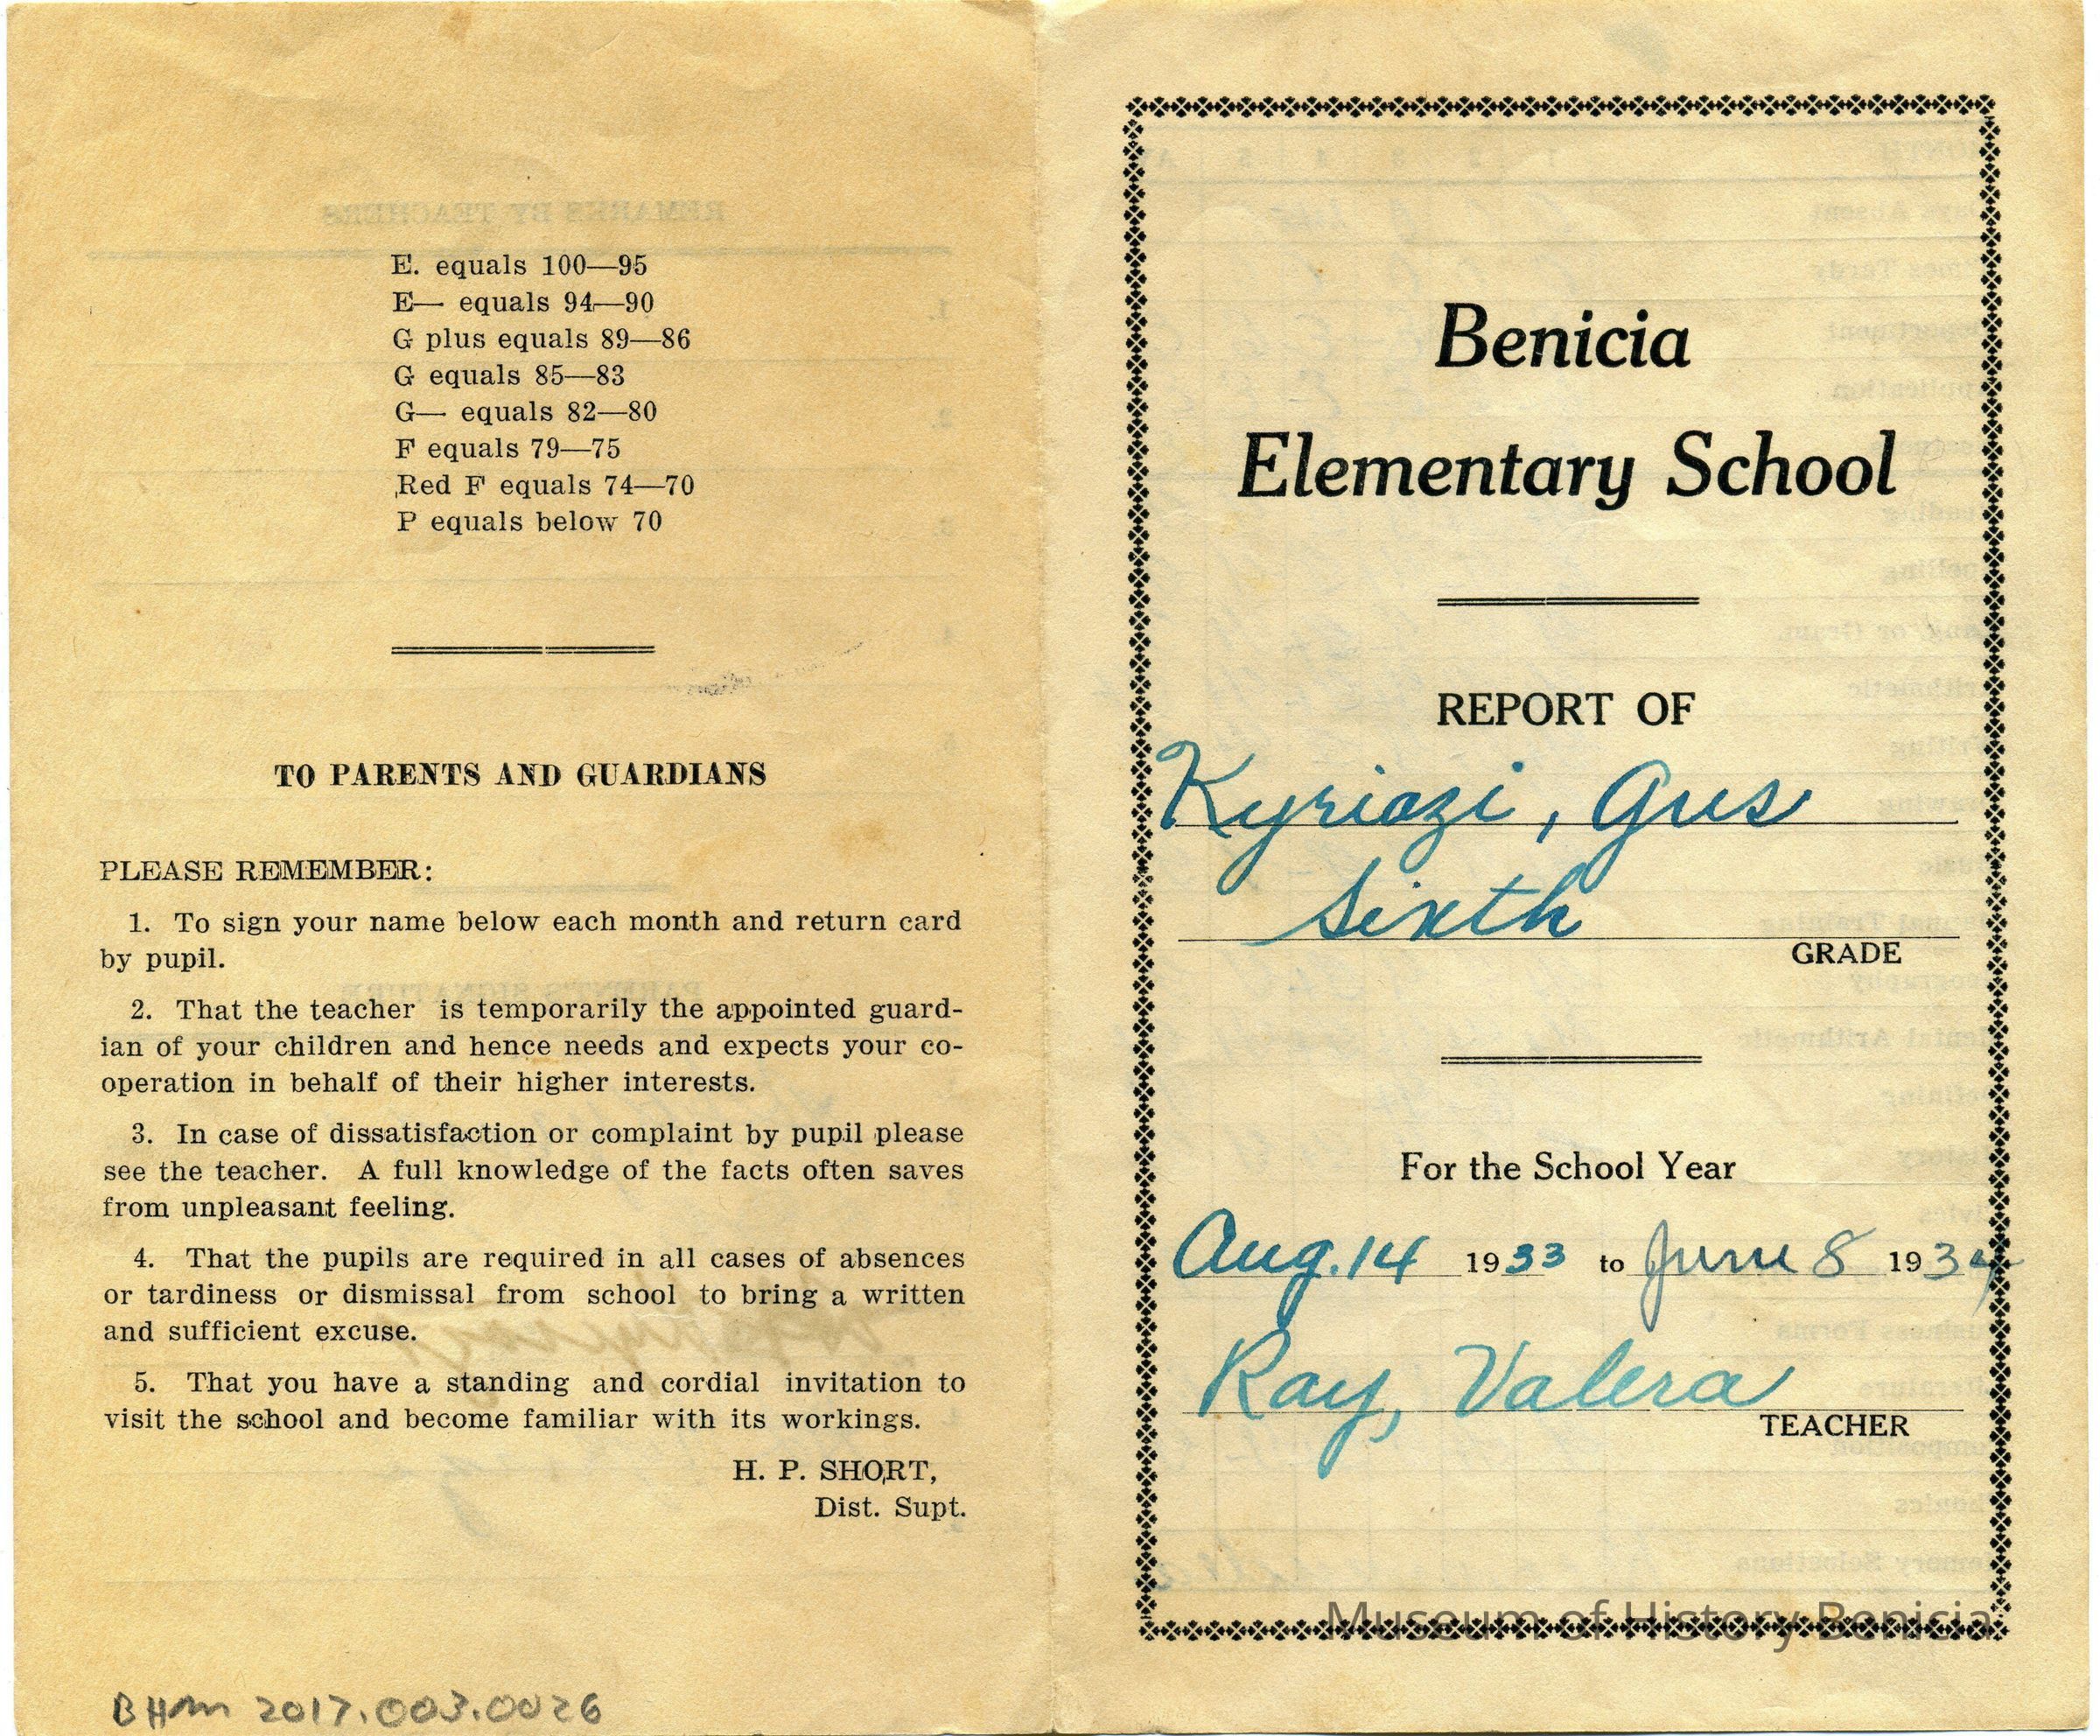 E. equals 100—95
E— equals 94—90
G plus equals 89—86
G equals 85—83
G— equals 82—80
F equals 79—75
Red F equals 74—70
P equals below 70
TO PARENTS AND GUARDIANS
PLEASE REMEMBER:
1. To sign your name below each month and return card
by pupil.
2. That the teacher is temporarily the appointed guard-
ian of your children and hence needs and expects your co-
operation in behalf of their higher interests.
3. In case of dissatisfaction or complaint by pupil please
see the teacher. A full knowledge of the facts often saves
from unpleasant feeling.
4. That the pupils are required in all cases of absences
or tardiness or dismissal from school to bring a written
and sufficient excuse.
5. That you have a standing and cordial invitation to
visit the school and become familiar with its workings.
H. P. SHORT,
Dist. Supt.
BHM 2017.003.0026
Benicia
Elementary School
REPORT OF
Kyriazi, Gus
Sixth
GRADE
For the School Year
Aug. 14 1933 to June 8 1934
Ray, Valera
TEACHER
Museum of History Benicia